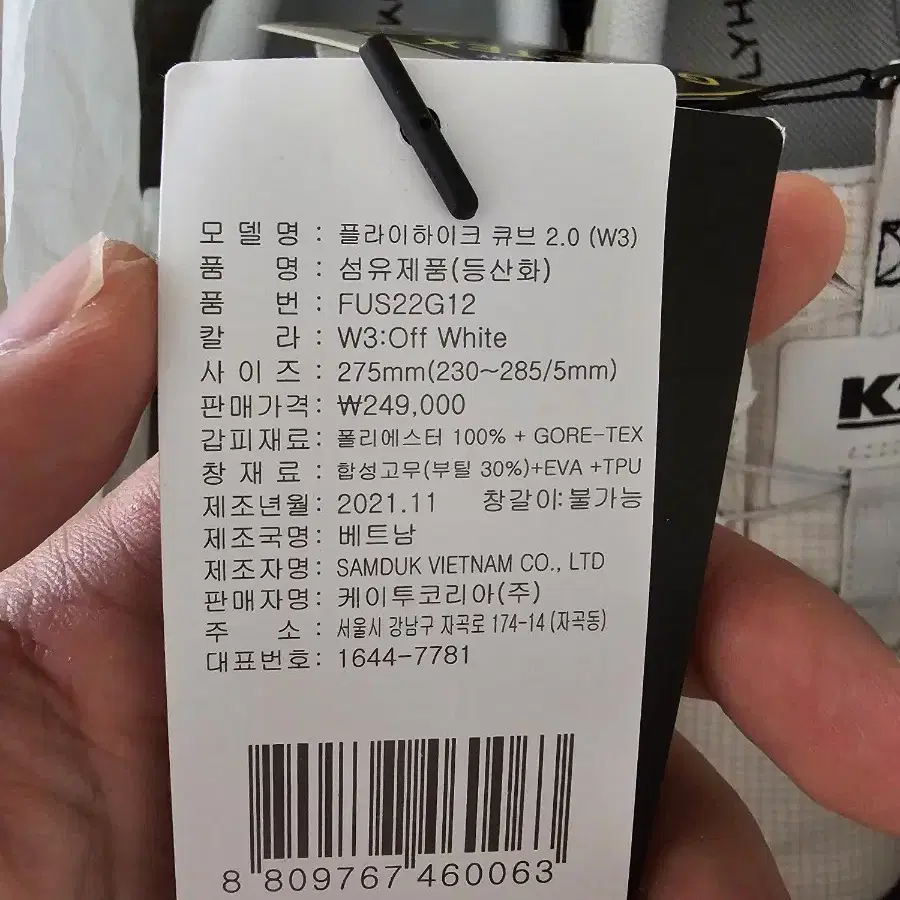 모델명 : 플라이하이크 큐브 2.0 (W3)
품 명 : 섬유제품(등산화)
품 번 : FUS22G12
칼 라 : W3:Off White
사이즈 : 275mm(230~285/5mm)
판매가격: ₩249,000
갑피재료: 폴리에스터 100% + GORE-TEX
창재료 : 합성고무(부틸 30%)+EVA +TPU
제조년월: 2021.11 창갈이:불가능
제조국명: 베트남
제조자명: SAMDUK VIETNAM CO., LTD
판매자명: 케이투코리아(주)
주 소 : 서울시 강남구 자곡로 174-14 (자곡동)
대표번호: 1644-7781
8 809767 460063